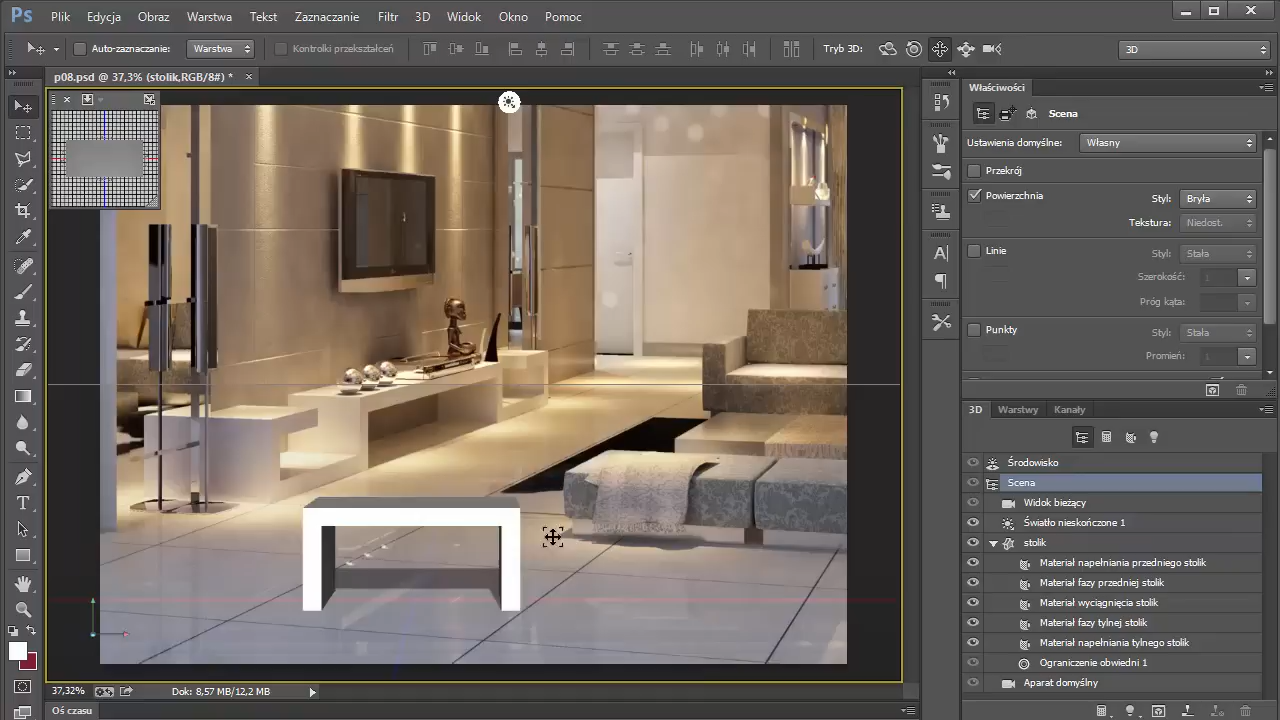 Ps Plik Edycja Obraz Warstwa Tekst Zaznaczanie Filtr 3D Widok Okno Pomoc
Auto-zaznaczanie: Warstwa Kontrolki przekształceń Tryb 3D: 3D
p08.psd @ 37,3% (stolik,RGB/8#) * ×
Właściwości
Scena
Ustawienia domyślne: Własny
Przekrój
Powierzchnia Styl: Bryła
Tekstura: Niedost.
Linie Styl: Stała
Szerokość: 1
Próg kąta:
Punkty Styl: Stała
Promień: 1
3D Warstwy Kanały
Środowisko
Scena
Widok bieżący
Światło nieskończone 1
stolik
Materiał napełniania przedniego stolik
Materiał fazy przedniej stolik
Materiał wyciągnięcia stolik
Materiał fazy tylnej stolik
Materiał napełniania tylnego stolik
Ograniczenie obwiedni 1
Aparat domyślny
37,32% Dok: 8,57 MB/12,2 MB
Oś czasu